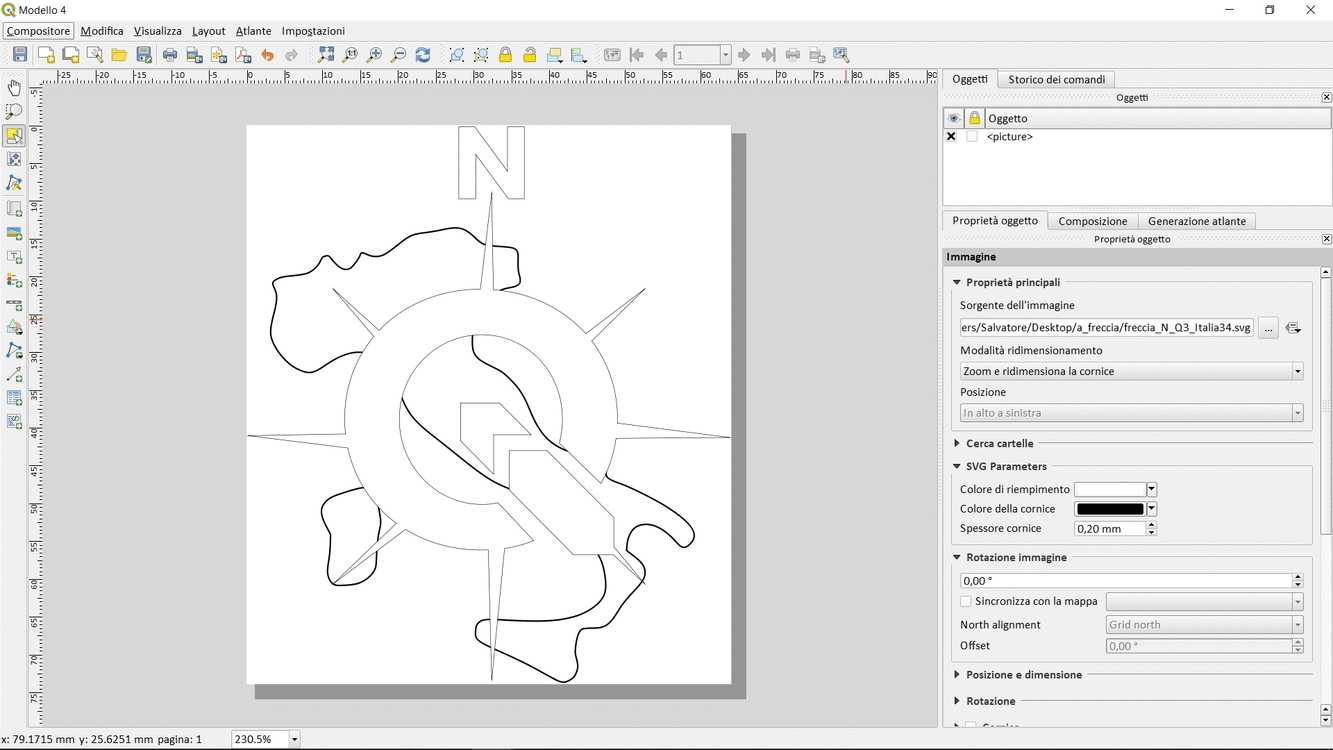 Modello 4
Compositore Modifica Visualizza Layout Atlante Impostazioni
1
-25 -20 -15 -10 -5 0 5 10 15 20 25 30 35 40 45 50 55 60 65 70 75 80 85 90
-5
0
5
10
15
20
25
30
35
40
45
50
55
60
65
70
75
N
Oggetti Storico dei comandi
Oggetti
Oggetto
<picture>
Proprietà oggetto Composizione Generazione atlante
Proprietà oggetto
Immagine
Proprietà principali
Sorgente dell'immagine
ers/Salvatore/Desktop/a_freccia/freccia_N_Q3_Italia34.svg ...
Modalità ridimensionamento
Zoom e ridimensiona la cornice
Posizione
In alto a sinistra
Cerca cartelle
SVG Parameters
Colore di riempimento
Colore della cornice
Spessore cornice 0,20 mm
Rotazione immagine
0,00 °
Sincronizza con la mappa
North alignment Grid north
Offset 0,00 °
Posizione e dimensione
Rotazione
x: 79.1715 mm y: 25.6251 mm pagina: 1 230.5%